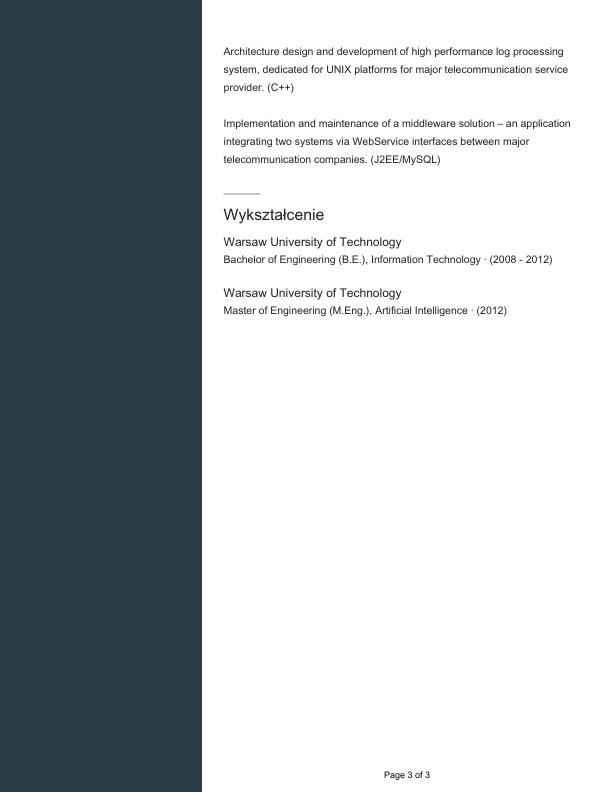 Architecture design and development of high performance log processing
system, dedicated for UNIX platforms for major telecommunication service
provider. (C++)
Implementation and maintenance of a middleware solution – an application
integrating two systems via WebService interfaces between major
telecommunication companies. (J2EE/MySQL)
Wykształcenie
Warsaw University of Technology
Bachelor of Engineering (B.E.), Information Technology · (2008 - 2012)
Warsaw University of Technology
Master of Engineering (M.Eng.), Artificial Intelligence · (2012)
Page 3 of 3